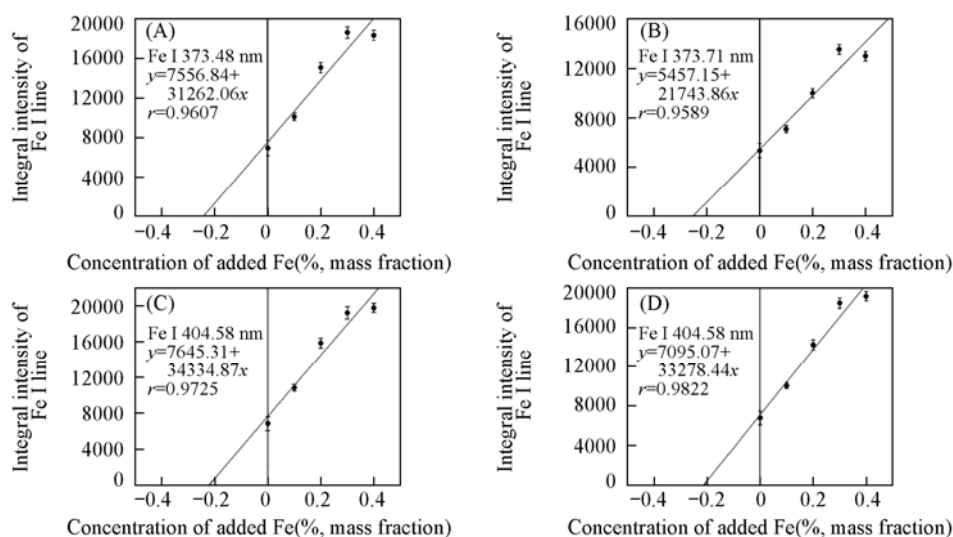 Integral intensity of
Fe I line
20000
16000
12000
8000
4000
0
(A)
Fe I 373.48 nm
y=7556.84+
31262.06x
r=0.9607
−0.4 −0.2 0 0.2 0.4
Concentration of added Fe(%, mass fraction)
Integral intensity of
Fe I line
16000
12000
8000
4000
0
(B)
Fe I 373.71 nm
y=5457.15+
21743.86x
r=0.9589
−0.4 −0.2 0 0.2 0.4
Concentration of added Fe(%, mass fraction)
Integral intensity of
Fe I line
20000
16000
12000
8000
4000
0
(C)
Fe I 404.58 nm
y=7645.31+
34334.87x
r=0.9725
−0.4 −0.2 0 0.2 0.4
Concentration of added Fe(%, mass fraction)
Integral intensity of
Fe I line
20000
16000
12000
8000
4000
0
(D)
Fe I 404.58 nm
y=7095.07+
33278.44x
r=0.9822
−0.4 −0.2 0 0.2 0.4
Concentration of added Fe(%, mass fraction)